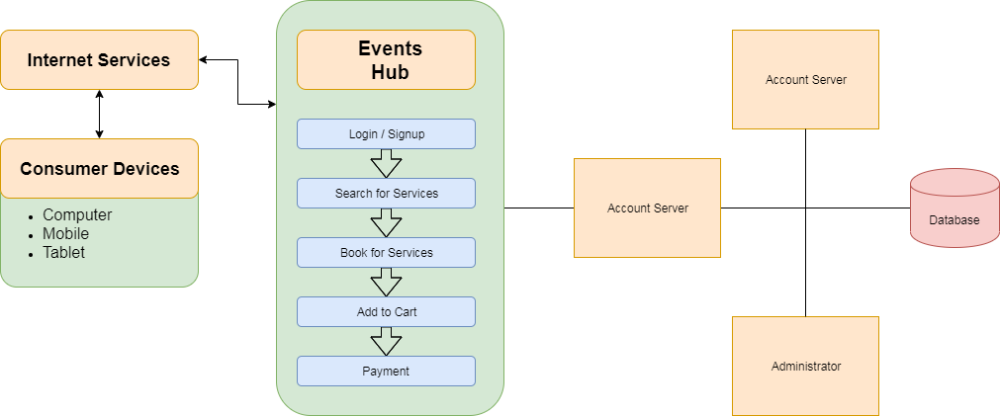 Internet Services
Consumer Devices
Computer
Mobile
Tablet
Events
Hub
Login / Signup
Search for Services
Book for Services
Add to Cart
Payment
Account Server
Account Server
Database
Administrator